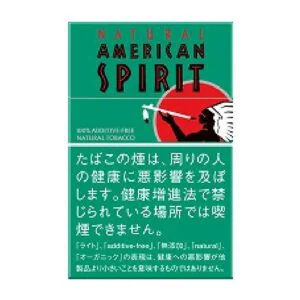 NATURAL
AMERICAN
SPIRIT
100% ADDITIVE-FREE
NATURAL TOBACCO
たばこの煙は、周りの人
の健康に悪影響を及ぼ
します。健康増進法で禁
じられている場所では喫
煙できません。
「ライト」、「additive-free」、「無添加」、「natural」、
「オーガニック」の表現は、健康への悪影響が他
製品より小さいことを意味するものではありません。